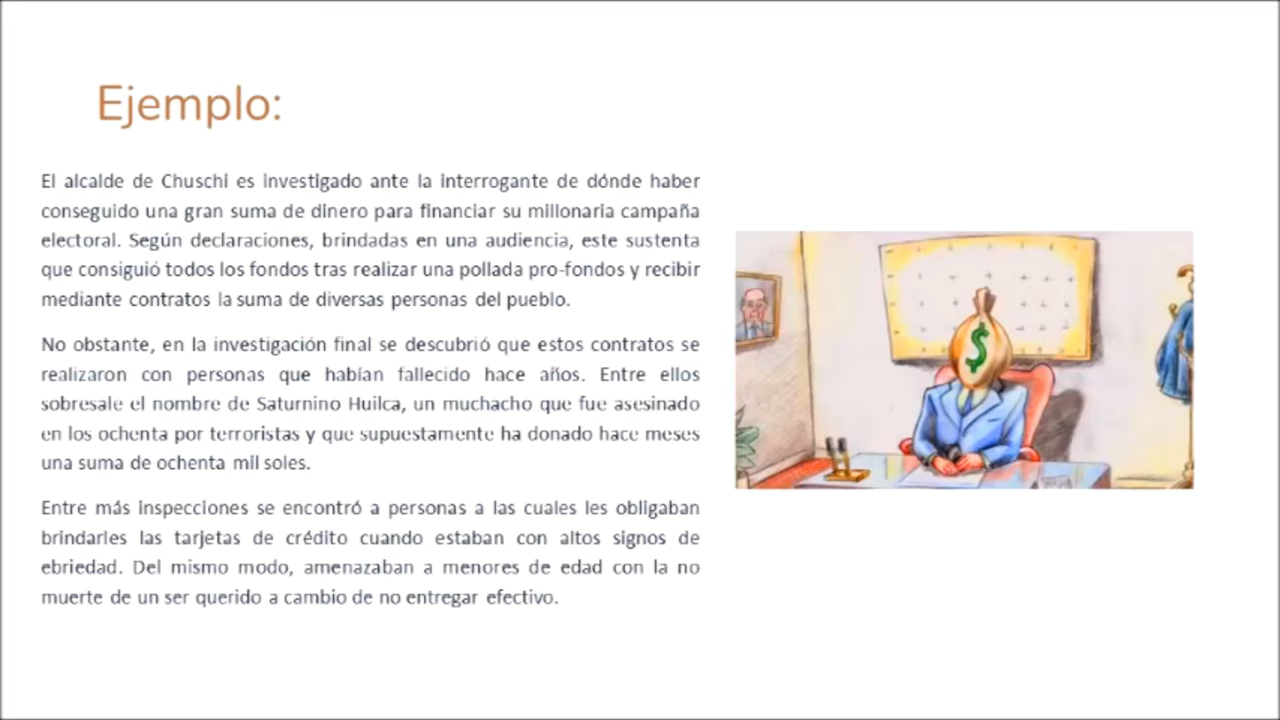 Ejemplo:
El alcalde de Chuschi es investigado ante la interrogante de dónde haber
conseguido una gran suma de dinero para financiar su millonaria campaña
electoral. Según declaraciones, brindadas en una audiencia, este sustenta
que consiguió todos los fondos tras realizar una pollada pro-fondos y recibir
mediante contratos la suma de diversas personas del pueblo.
No obstante, en la investigación final se descubrió que estos contratos se
realizaron con personas que habían fallecido hace años. Entre ellos
sobresale el nombre de Saturnino Huilca, un muchacho que fue asesinado
en los ochenta por terroristas y que supuestamente ha donado hace meses
una suma de ochenta mil soles.
Entre más inspecciones se encontró a personas a las cuales les obligaban
brindarles las tarjetas de crédito cuando estaban con altos signos de
ebriedad. Del mismo modo, amenazaban a menores de edad con la no
muerte de un ser querido a cambio de no entregar efectivo.
$